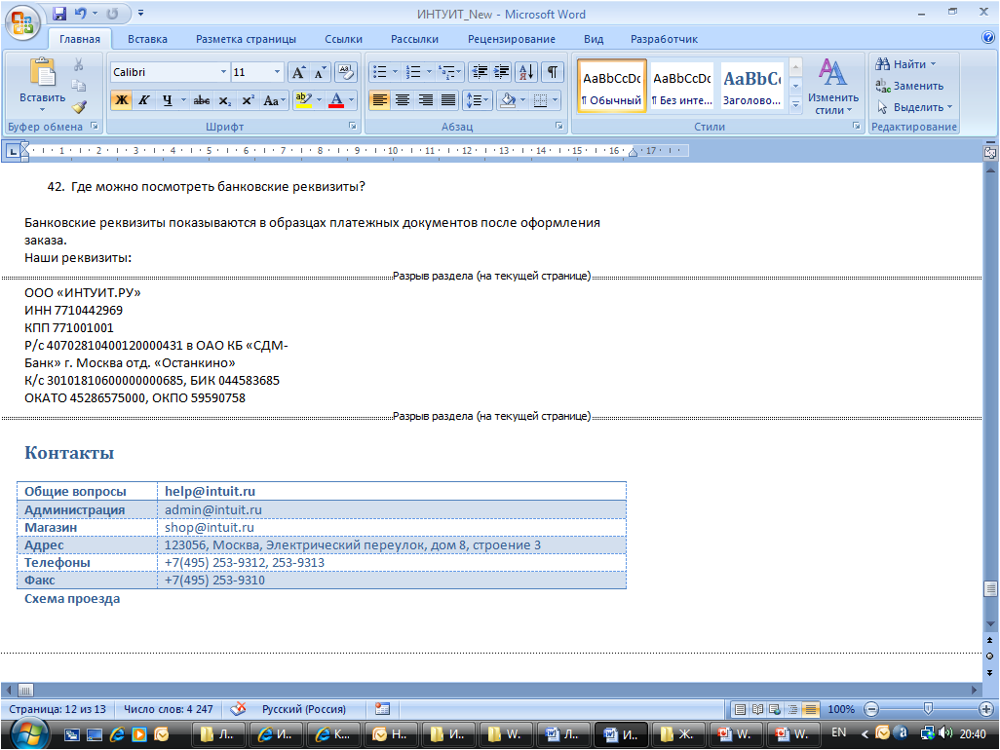 ИНТУИТ_New - Microsoft Word
Главная Вставка Разметка страницы Ссылки Рассылки Рецензирование Вид Разработчик
Вставить
Буфер обмена
Calibri 11
Ж К Ч abc x₂ x² Aa
Шрифт
Абзац
АаBbCcDc АаBbCcDc AaBbCc
¶ Обычный ¶ Без инте... Заголово...
Изменить стили
Стили
Найти
Заменить
Выделить
Редактирование
1 2 3 4 5 6 7 8 9 10 11 12 13 14 15 16 17
42. Где можно посмотреть банковские реквизиты?
Банковские реквизиты показываются в образцах платежных документов после оформления
заказа.
Наши реквизиты:
Разрыв раздела (на текущей странице)
ООО «ИНТУИТ.РУ»
ИНН 7710442969
КПП 771001001
Р/с 40702810400120000431 в ОАО КБ «СДМ-
Банк» г. Москва отд. «Останкино»
К/с 30101810600000000685, БИК 044583685
ОКАТО 45286575000, ОКПО 59590758
Разрыв раздела (на текущей странице)
Контакты
Общие вопросы help@intuit.ru
Администрация admin@intuit.ru
Магазин shop@intuit.ru
Адрес 123056, Москва, Электрический переулок, дом 8, строение 3
Телефоны +7(495) 253-9312, 253-9313
Факс +7(495) 253-9310
Схема проезда
Страница: 12 из 13 Число слов: 4 247 Русский (Россия) 100%
Л... И... К... Н... И... W... Л... И... Ж... W... W... EN 20:40